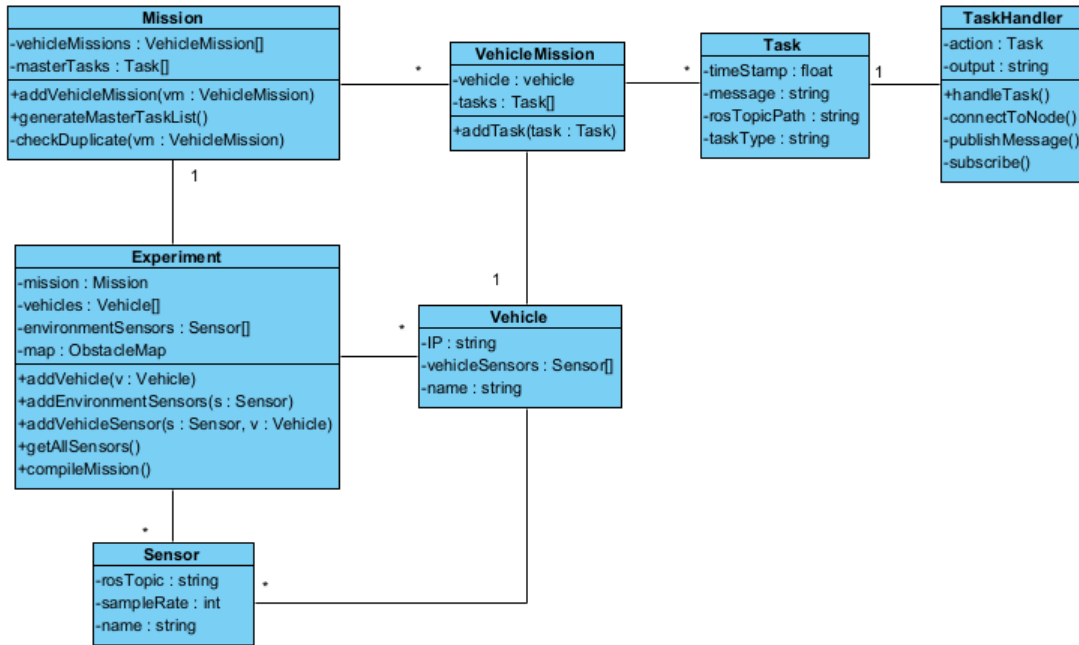 Mission
-vehicleMissions : VehicleMission[]
-masterTasks : Task[]
+addVehicleMission(vm : VehicleMission)
+generateMasterTaskList()
-checkDuplicate(vm : VehicleMission)
*
VehicleMission
-vehicle : vehicle
-tasks : Task[]
+addTask(task : Task)
*
Task
-timeStamp : float
-message : string
-rosTopicPath : string
-taskType : string
1
TaskHandler
-action : Task
-output : string
+handleTask()
-connectToNode()
-publishMessage()
-subscribe()
1
Experiment
-mission : Mission
-vehicles : Vehicle[]
-environmentSensors : Sensor[]
-map : ObstacleMap
+addVehicle(v : Vehicle)
+addEnvironmentSensors(s : Sensor)
+addVehicleSensor(s : Sensor, v : Vehicle)
+getAllSensors()
+compileMission()
*
1
Vehicle
-IP : string
-vehicleSensors : Sensor[]
-name : string
*
Sensor
-rosTopic : string
-sampleRate : int
-name : string
*